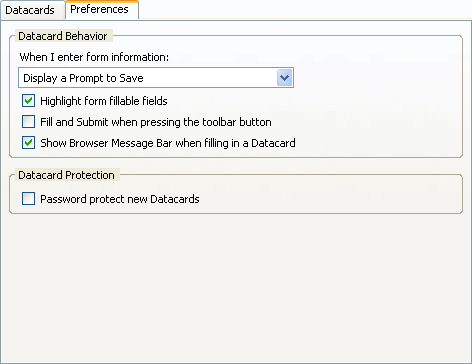 Datacards
Preferences
Datacard Behavior
When I enter form information:
Display a Prompt to Save
Highlight form fillable fields
Fill and Submit when pressing the toolbar button
Show Browser Message Bar when filling in a Datacard
Datacard Protection
Password protect new Datacards